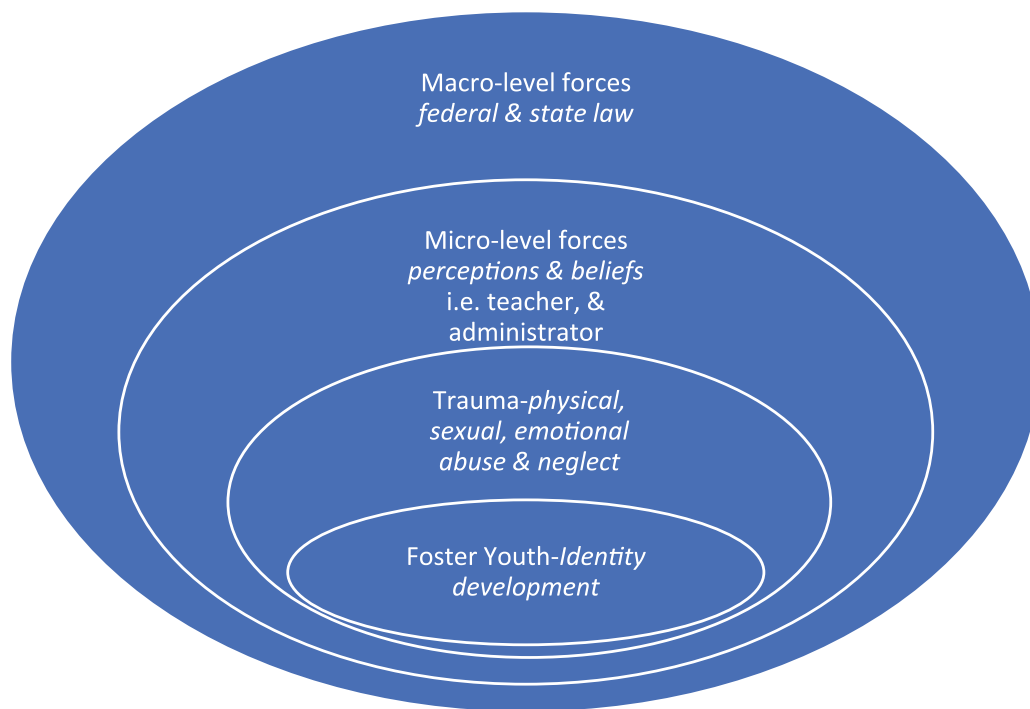 Macro-level forces
federal & state law
Micro-level forces
perceptions & beliefs
i.e. teacher, &
administrator
Trauma-physical,
sexual, emotional
abuse & neglect
Foster Youth-Identity
development